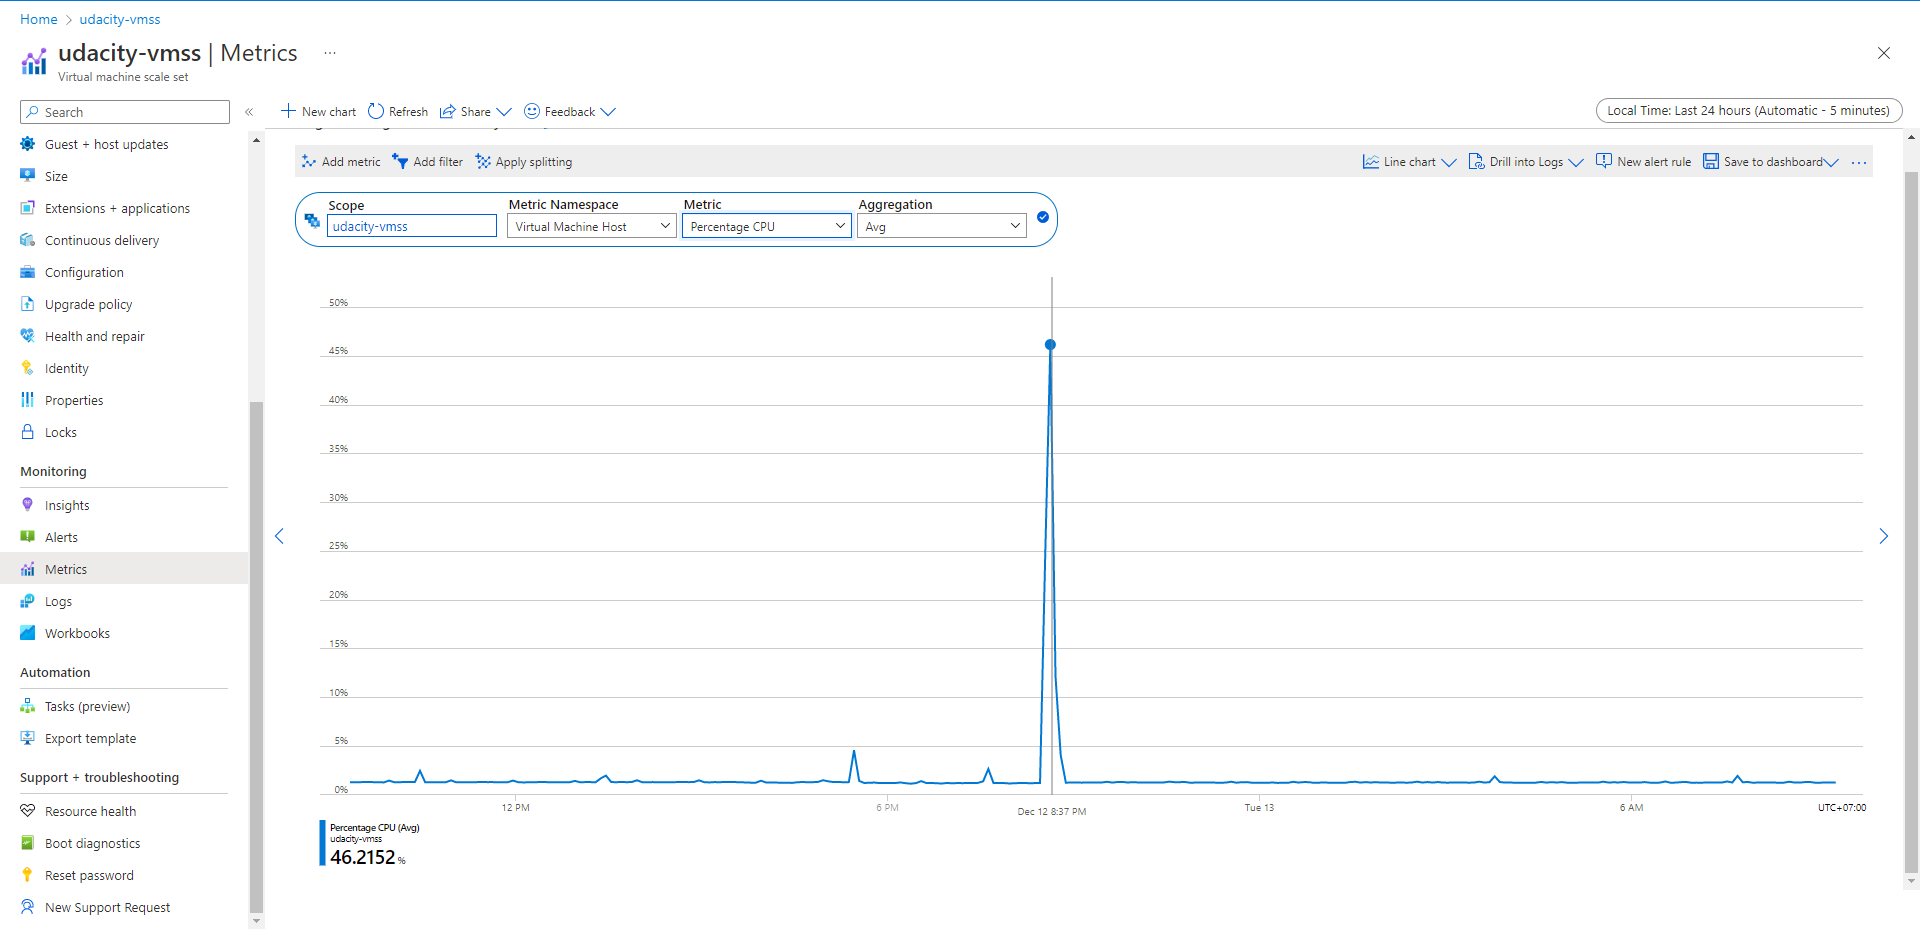 Home > udacity-vmss
udacity-vmss | Metrics ...
Virtual machine scale set
Search
«
New chart
Refresh
Share
Feedback
Local Time: Last 24 hours (Automatic - 5 minutes)
Guest + host updates
Size
Extensions + applications
Continuous delivery
Configuration
Upgrade policy
Health and repair
Identity
Properties
Locks
Monitoring
Insights
Alerts
Metrics
Logs
Workbooks
Automation
Tasks (preview)
Export template
Support + troubleshooting
Resource health
Boot diagnostics
Reset password
New Support Request
Add metric
Add filter
Apply splitting
Line chart
Drill into Logs
New alert rule
Save to dashboard
...
Scope
udacity-vmss
Metric Namespace
Virtual Machine Host
Metric
Percentage CPU
Aggregation
Avg
50%
45%
40%
35%
30%
25%
20%
15%
10%
5%
0%
12 PM
6 PM
Dec 12 8:37 PM
Tue 13
6 AM
UTC+07:00
Percentage CPU (Avg)
udacity-vmss
46.2152 %